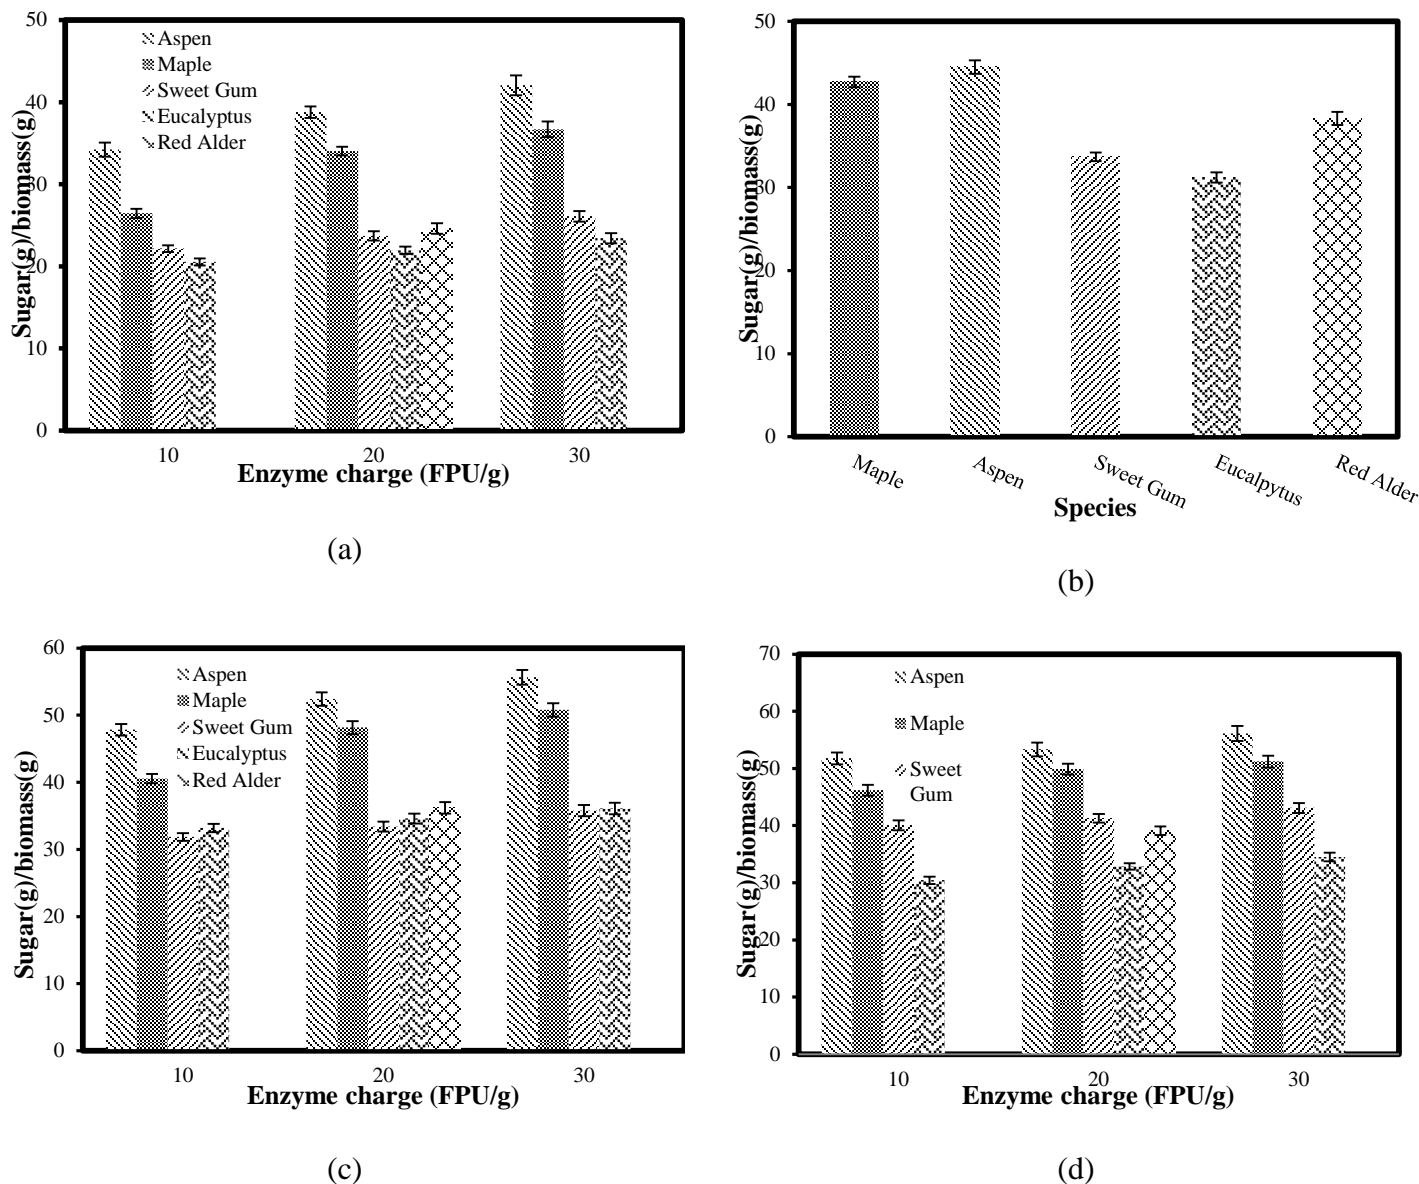 50
40
30
20
10
0
Sugar(g)/biomass(g)
Aspen
Maple
Sweet Gum
Eucalyptus
Red Alder
10 20 30
Enzyme charge (FPU/g)
(a)
50
40
30
20
10
0
Sugar(g)/biomass(g)
Maple Aspen Sweet Gum Eucalpytus Red Alder
Species
(b)
60
50
40
30
20
10
0
Sugar(g)/biomass(g)
Aspen
Maple
Sweet Gum
Eucalyptus
Red Alder
10 20 30
Enzyme charge (FPU/g)
(c)
70
60
50
40
30
20
10
0
Sugar(g)/biomass(g)
Aspen
Maple
Sweet
Gum
10 20 30
Enzyme charge (FPU/g)
(d)